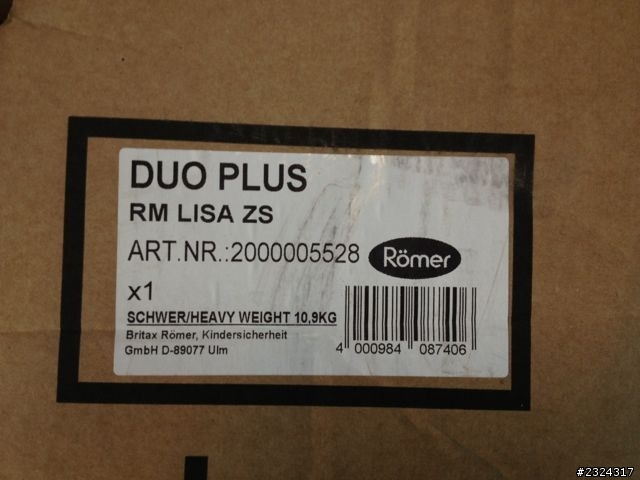 DUO PLUS
RM LISA ZS
ART.NR.:2000005528
Römer
x1
SCHWER/HEAVY WEIGHT 10,9KG
Britax Römer, Kindersicherheit
GmbH D-89077 Ulm
4 000984 087406
#2324317